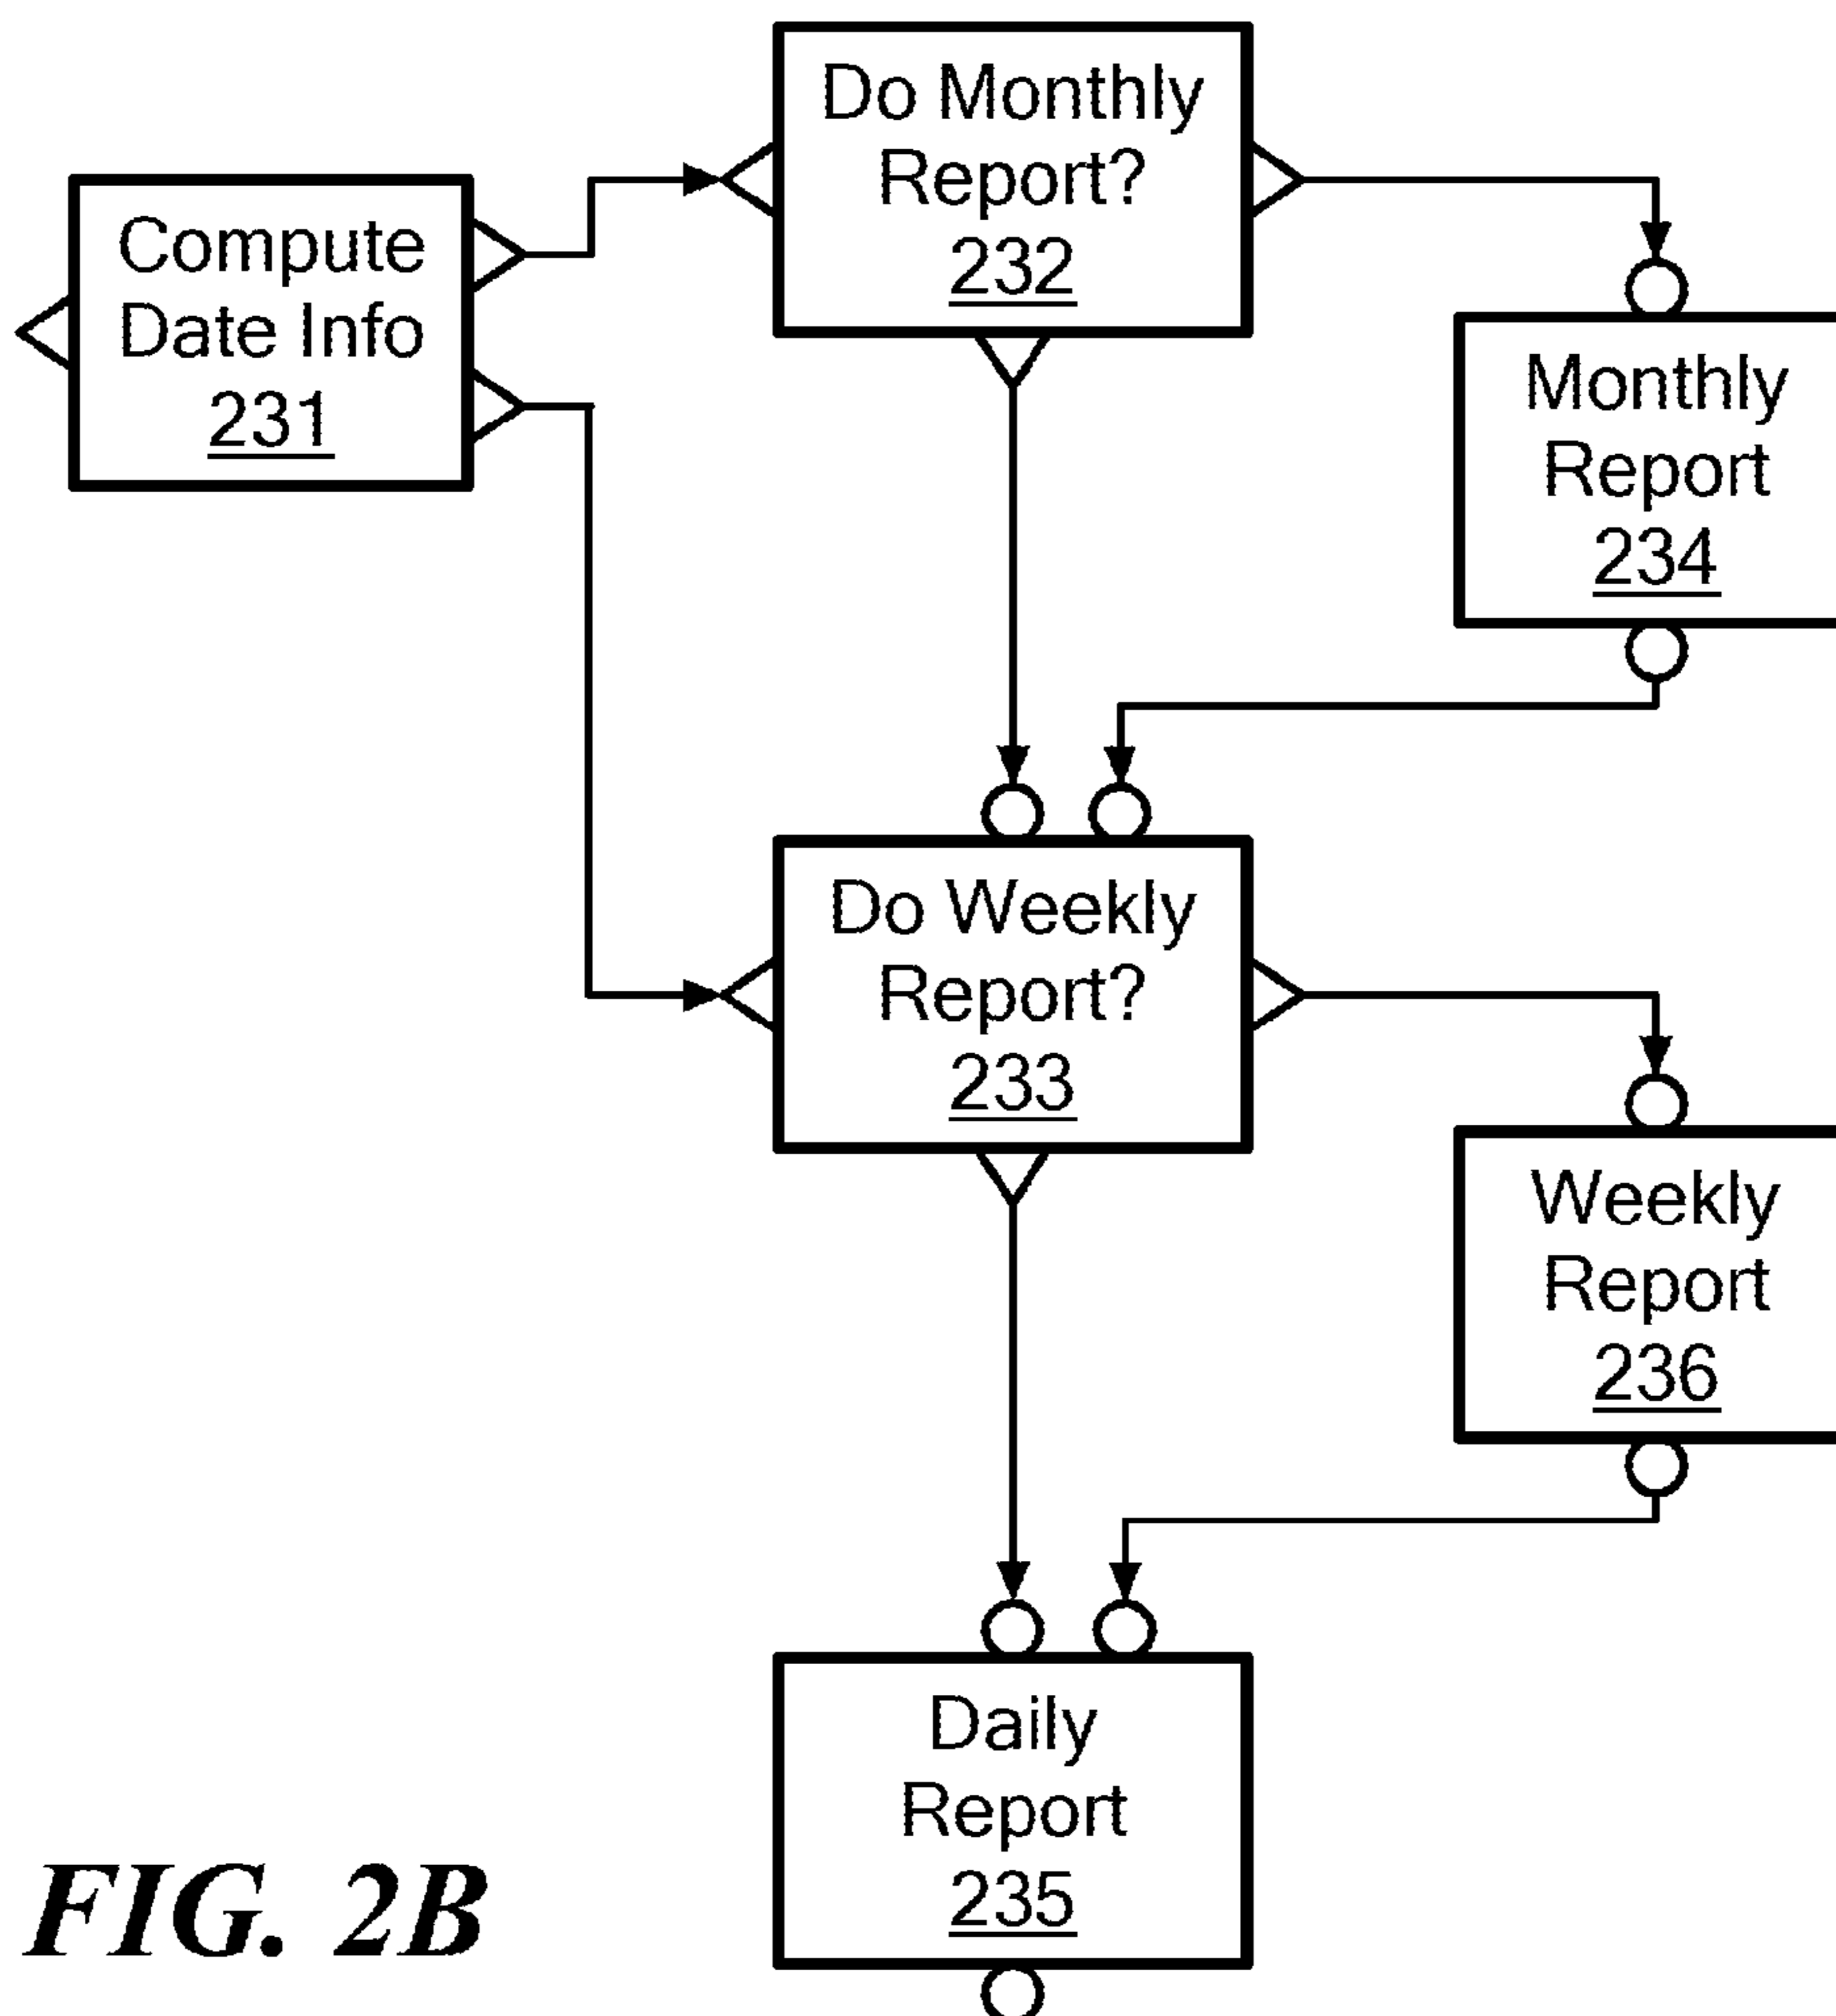 Do Monthly
Report?
232
Compute
Date Info
231
Monthly
Report
234
Do Weekly
Report?
233
Weekly
Report
236
Daily
Report
235
FIG. 2B